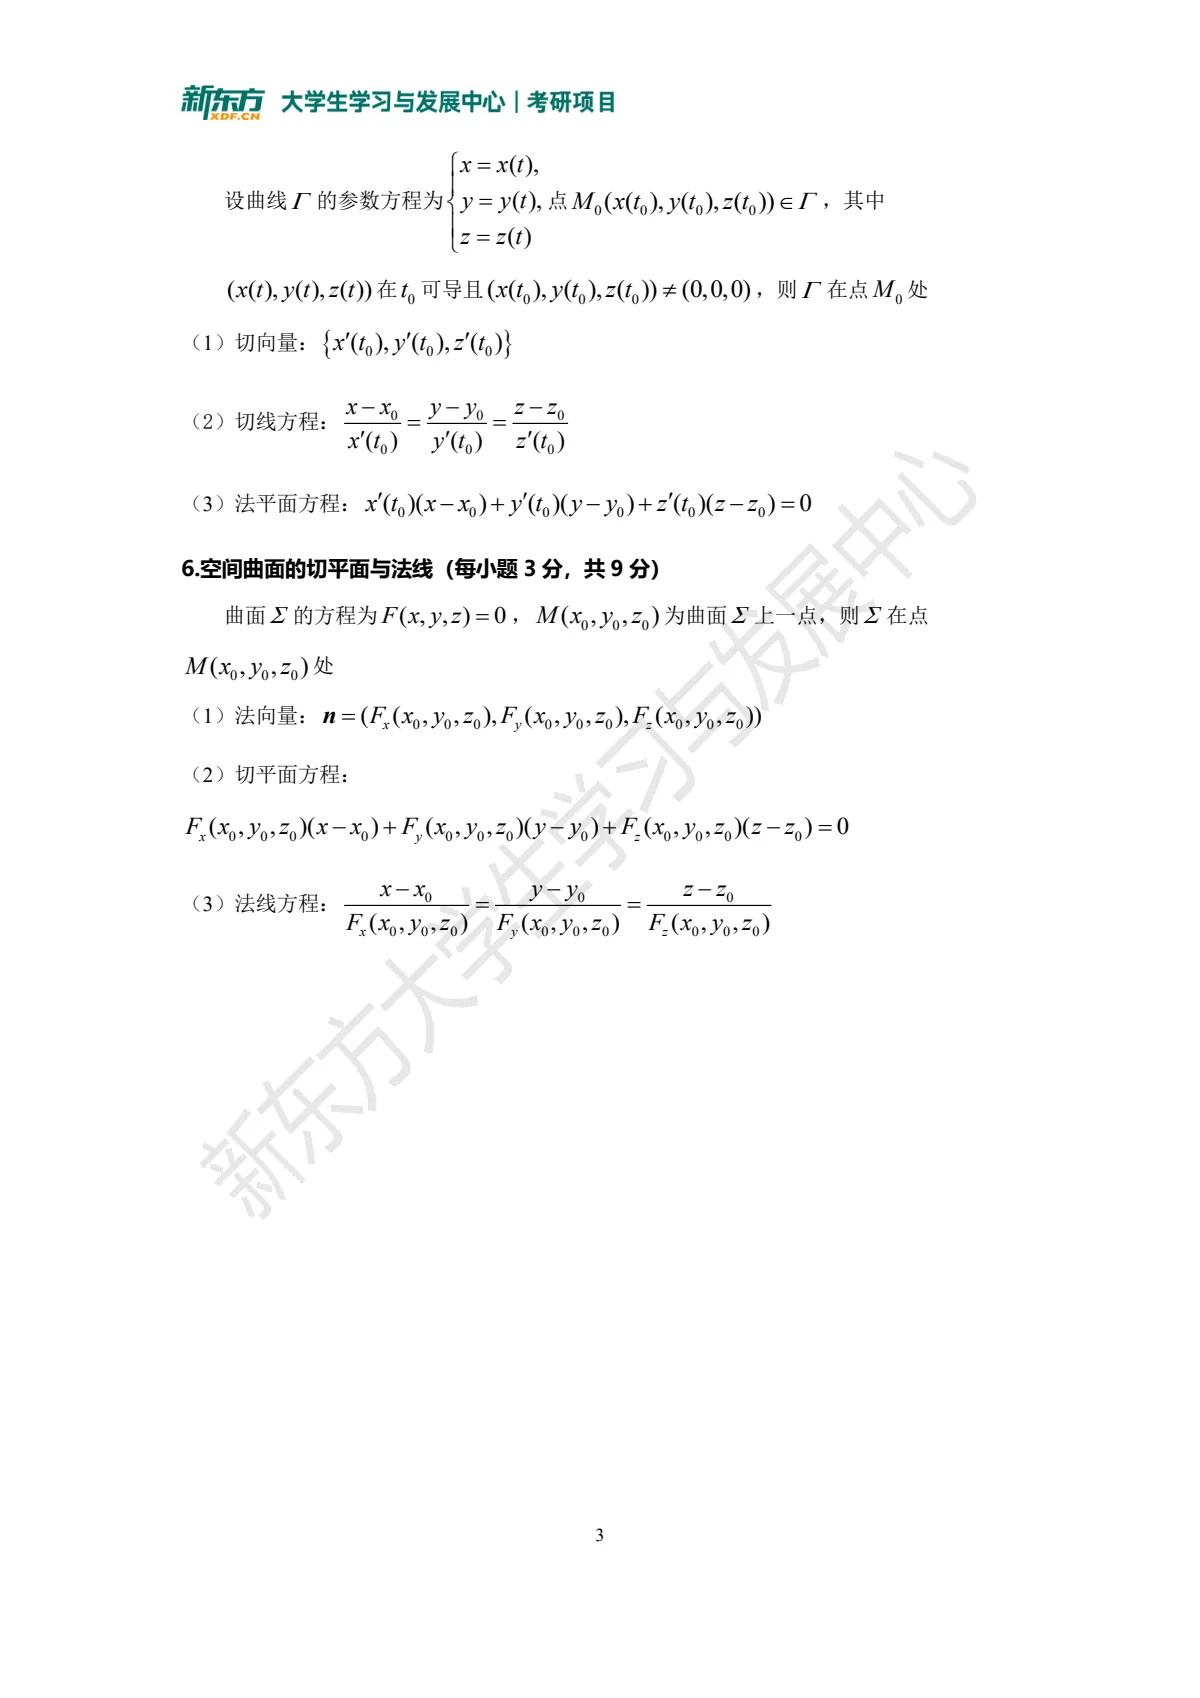 新东方 XDF.CN 大学生学习与发展中心 | 考研项目
设曲线 Γ 的参数方程为 { x = x(t), y = y(t), z = z(t) 点 M₀(x(t₀), y(t₀), z(t₀)) ∈ Γ ，其中
(x(t), y(t), z(t)) 在 t₀ 可导且 (x(t₀), y(t₀), z(t₀)) ≠ (0,0,0) ，则 Γ 在点 M₀ 处
（1）切向量： {x′(t₀), y′(t₀), z′(t₀)}
（2）切线方程： (x − x₀)/x′(t₀) = (y − y₀)/y′(t₀) = (z − z₀)/z′(t₀)
（3）法平面方程： x′(t₀)(x − x₀) + y′(t₀)(y − y₀) + z′(t₀)(z − z₀) = 0
6.空间曲面的切平面与法线（每小题 3 分，共 9 分）
曲面 Σ 的方程为 F(x, y, z) = 0 ， M(x₀, y₀, z₀) 为曲面 Σ 上一点，则 Σ 在点
M(x₀, y₀, z₀) 处
（1）法向量： n = (Fₓ(x₀, y₀, z₀), F_y(x₀, y₀, z₀), F_z(x₀, y₀, z₀))
（2）切平面方程：
Fₓ(x₀, y₀, z₀)(x − x₀) + F_y(x₀, y₀, z₀)(y − y₀) + F_z(x₀, y₀, z₀)(z − z₀) = 0
（3）法线方程： (x − x₀)/Fₓ(x₀, y₀, z₀) = (y − y₀)/F_y(x₀, y₀, z₀) = (z − z₀)/F_z(x₀, y₀, z₀)
新东方大学生学习与发展中心
3